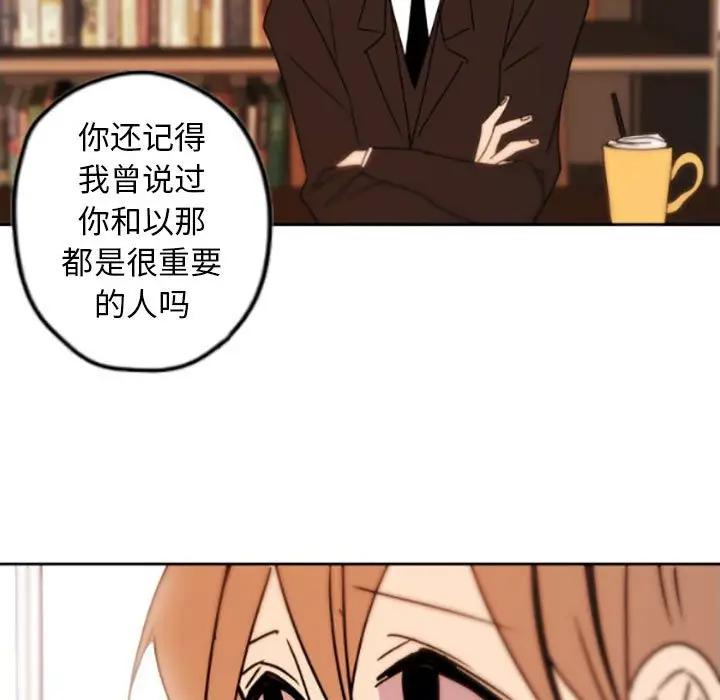 你还记得
我曾说过
你和以那
都是很重要
的人吗